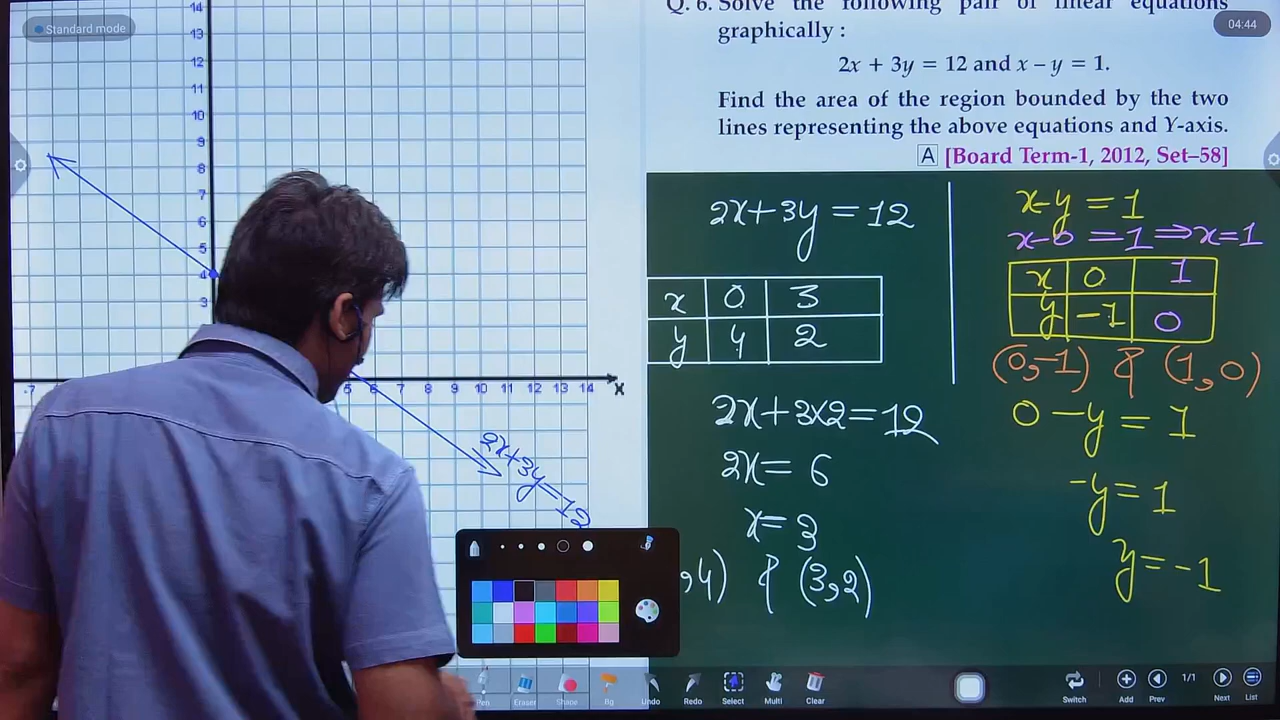 Standard mode
04:44
Q. 6. Solve the following pair of linear equations
graphically :
2x + 3y = 12 and x – y = 1.
Find the area of the region bounded by the two
lines representing the above equations and Y-axis.
A [Board Term-1, 2012, Set–58]
14
13
12
11
10
9
8
7
6
5
4
3
-7
5 6 7 8 9 10 11 12 13 14 X
2x+3y=12
2x+3y=12
x 0 3
y 4 2
2x+3x2=12
2x= 6
x= 3
,4) & (3,2)
x-y=1
x-0=1⇒x=1
x 0 1
y -1 0
(0,-1) & (1,0)
0-y=1
-y=1
y=-1
Pen Eraser Shape Bg Undo Redo Select Multi Clear
Switch Add Prev 1/1 Next List